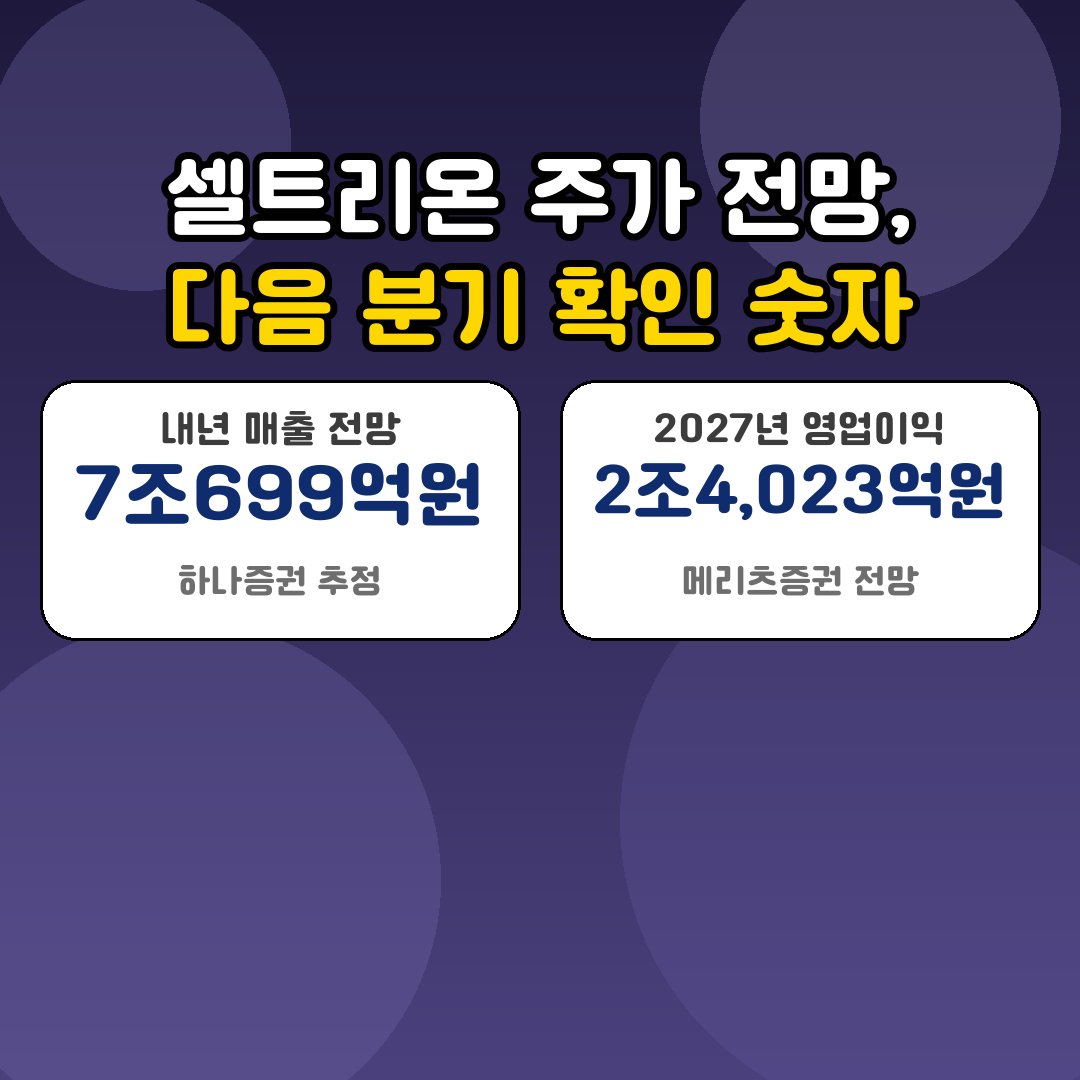 셀트리온 주가 전망,
다음 분기 확인 숫자
내년 매출 전망
7조699억원
하나증권 추정
2027년 영업이익
2조4,023억원
메리츠증권 전망